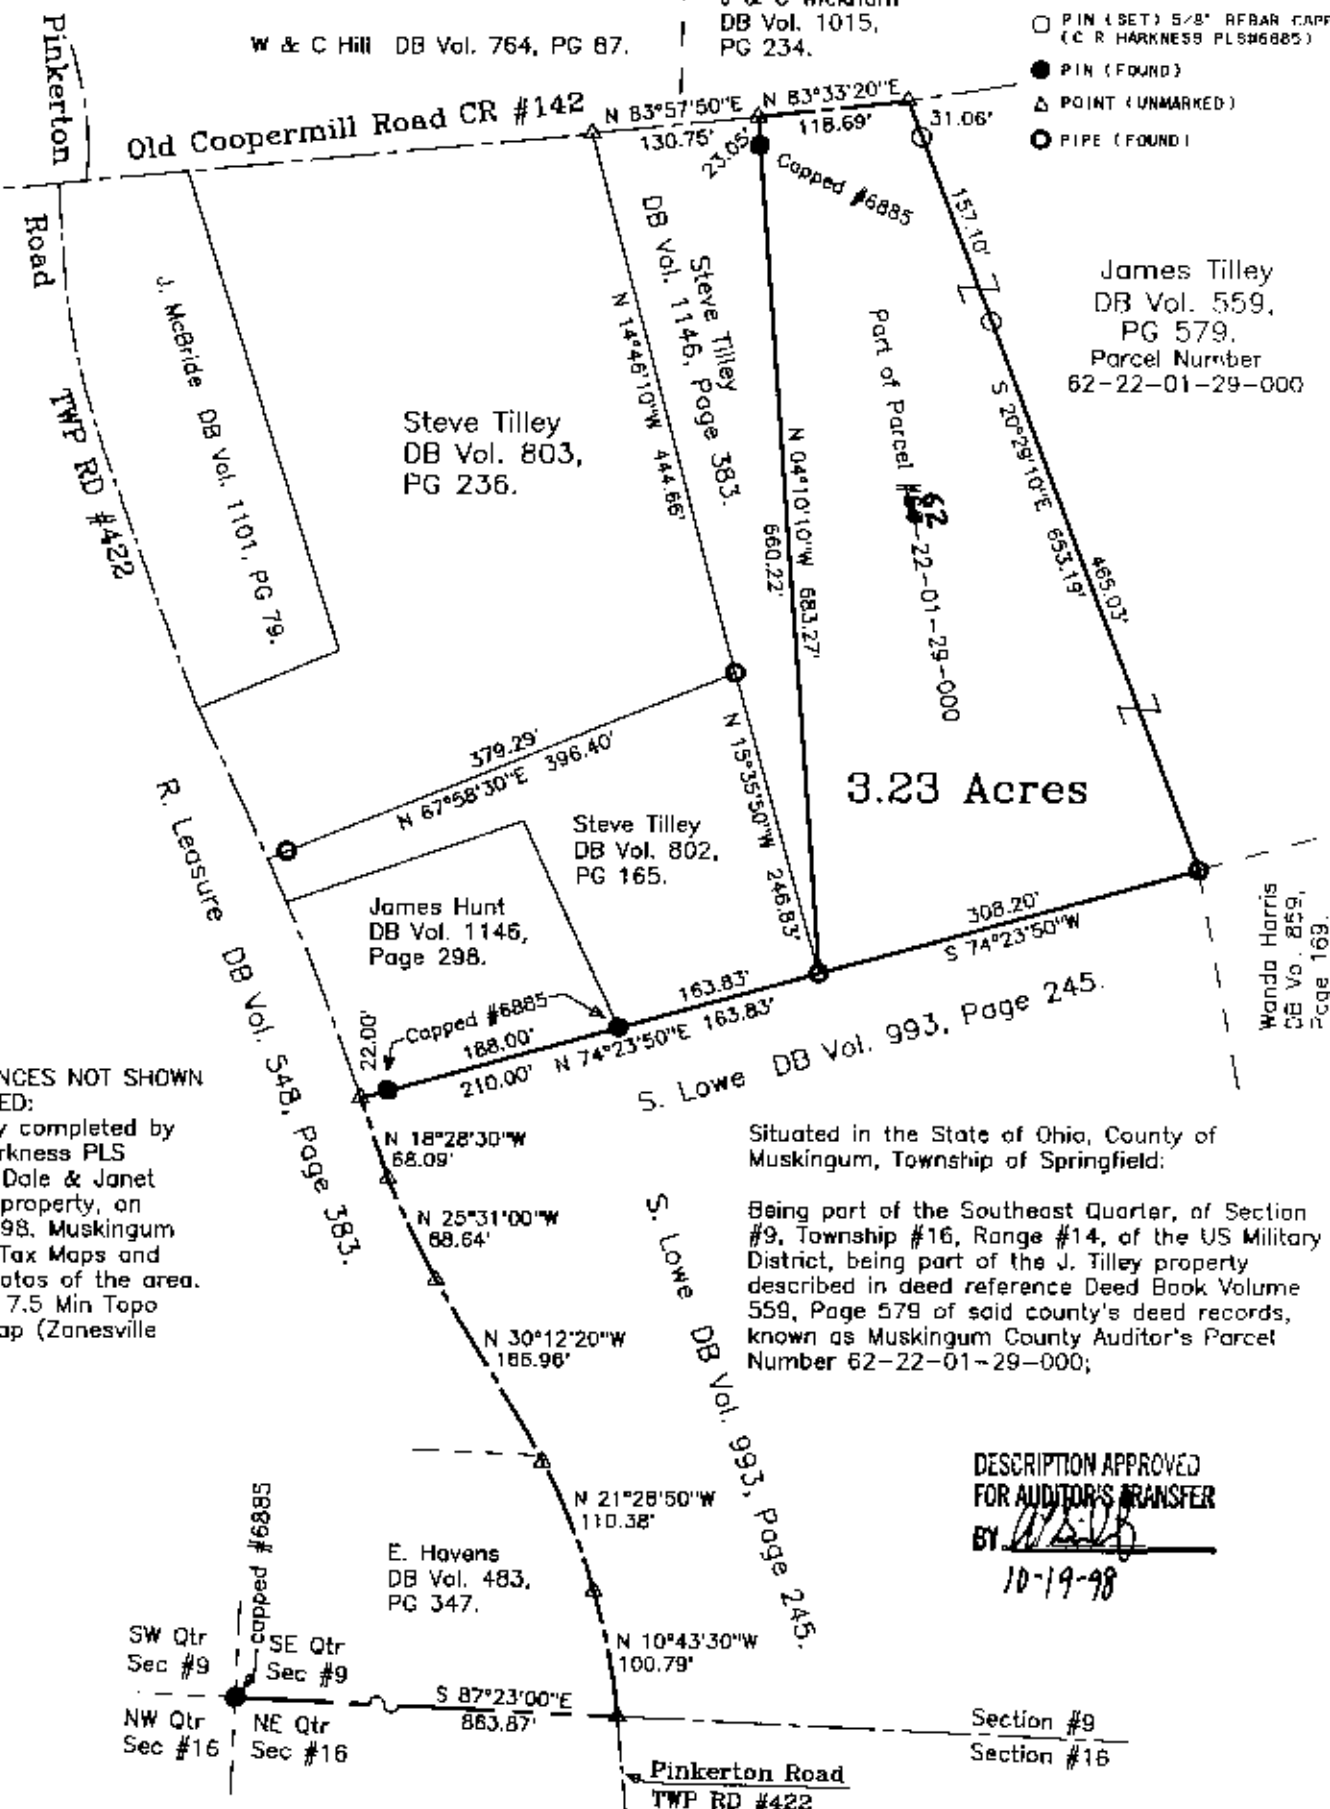 W & C Hill DB Vol. 764, PG 87.
DB Vol. 1015,
PG 234.
PIN (SET) 5/8" REBAR CAPP
(C R HARKNESS PLS#6885)
PIN (FOUND)
POINT (UNMARKED)
PIPE (FOUND)
Pinkerton
Road
TWP RD #422
Old Coopermill Road CR #142
N 83°57'50"E
130.75'
N 83°33'20"E
118.69'
31.06'
23.05'
Capped #6885
157.10'
J. McBride DB Vol. 1101, PG 79.
Steve Tilley
DB Vol. 803,
PG 236.
N 14°46'10"W 444.66'
Steve Tilley
DB Vol. 1146, Page 383.
N 04°10'10"W 683.27'
660.22'
Part of Parcel #62-22-01-29-000
S 20°29'10"E 653.19'
465.03'
James Tilley
DB Vol. 559,
PG 579.
Parcel Number
62-22-01-29-000
379.29'
N 67°58'30"E 396.40'
N 15°35'50"W 246.83'
3.23 Acres
R. Leasure DB Vol. 548, Page 383.
Steve Tilley
DB Vol. 802,
PG 165.
James Hunt
DB Vol. 1146,
Page 298.
308.20'
S 74°23'50"W
Wanda Harris
DB Vo. 859,
Page 169.
22.00'
Capped #6885
188.00'
210.00'
163.83'
N 74°23'50"E 163.83'
S. Lowe DB Vol. 993, Page 245.
NCES NOT SHOWN
ED:
y completed by
rkness PLS
Dale & Janet
property, on
98. Muskingum
Tax Maps and
otos of the area.
7.5 Min Topo
ap (Zanesville
N 18°28'30"W
68.09'
N 25°31'00"W
88.64'
N 30°12'20"W
186.96'
S. Lowe DB Vol. 993, Page 245.
Situated in the State of Ohio, County of
Muskingum, Township of Springfield:
Being part of the Southeast Quarter, of Section
#9, Township #16, Range #14, of the US Military
District, being part of the J. Tilley property
described in deed reference Deed Book Volume
559, Page 579 of said county's deed records,
known as Muskingum County Auditor's Parcel
Number 62-22-01-29-000;
N 21°28'50"W
110.38'
DESCRIPTION APPROVED
FOR AUDITOR'S TRANSFER
BY
10-19-98
E. Havens
DB Vol. 483,
PG 347.
capped #6885
N 10°43'30"W
100.79'
SW Qtr
Sec #9
SE Qtr
Sec #9
NW Qtr
Sec #16
NE Qtr
Sec #16
S 87°23'00"E
863.87'
Section #9
Section #16
Pinkerton Road
TWP RD #422